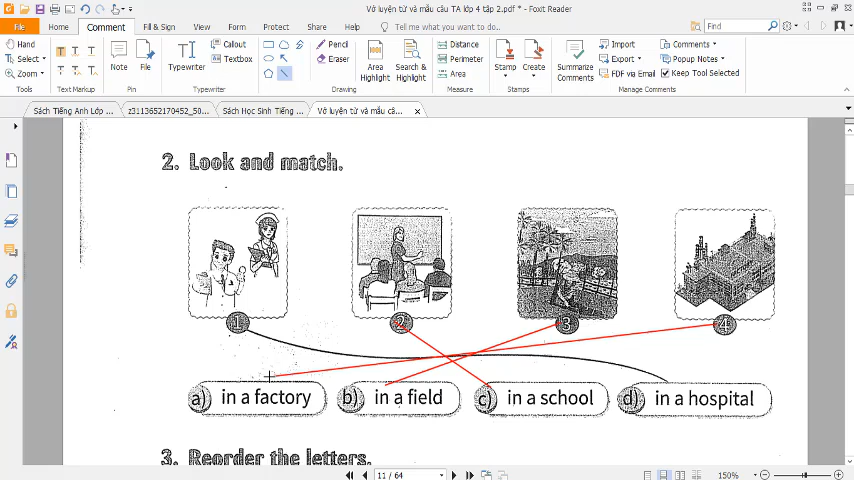 Vở luyện từ và mẫu câu TA lớp 4 tập 2.pdf * - Foxit Reader
File Home Comment Fill & Sign View Form Protect Share Help Tell me what you want to do... Find
Hand Callout Pencil Distance Import Comments
Select Note File Typewriter Textbox Eraser Area Highlight Search & Highlight Perimeter Stamp Create Summarize Comments Export Popup Notes
Zoom Area FDF via Email Keep Tool Selected
Tools Text Markup Pin Typewriter Drawing Measure Stamps Manage Comments
Sách Tiếng Anh Lớp ... z3113652170452_50... Sách Học Sinh Tiếng ... Vở luyện từ và mẫu câ...
2. Look and match.
1 2 3 4
a) in a factory b) in a field c) in a school d) in a hospital
3. Reorder the letters.
11 / 64 150%